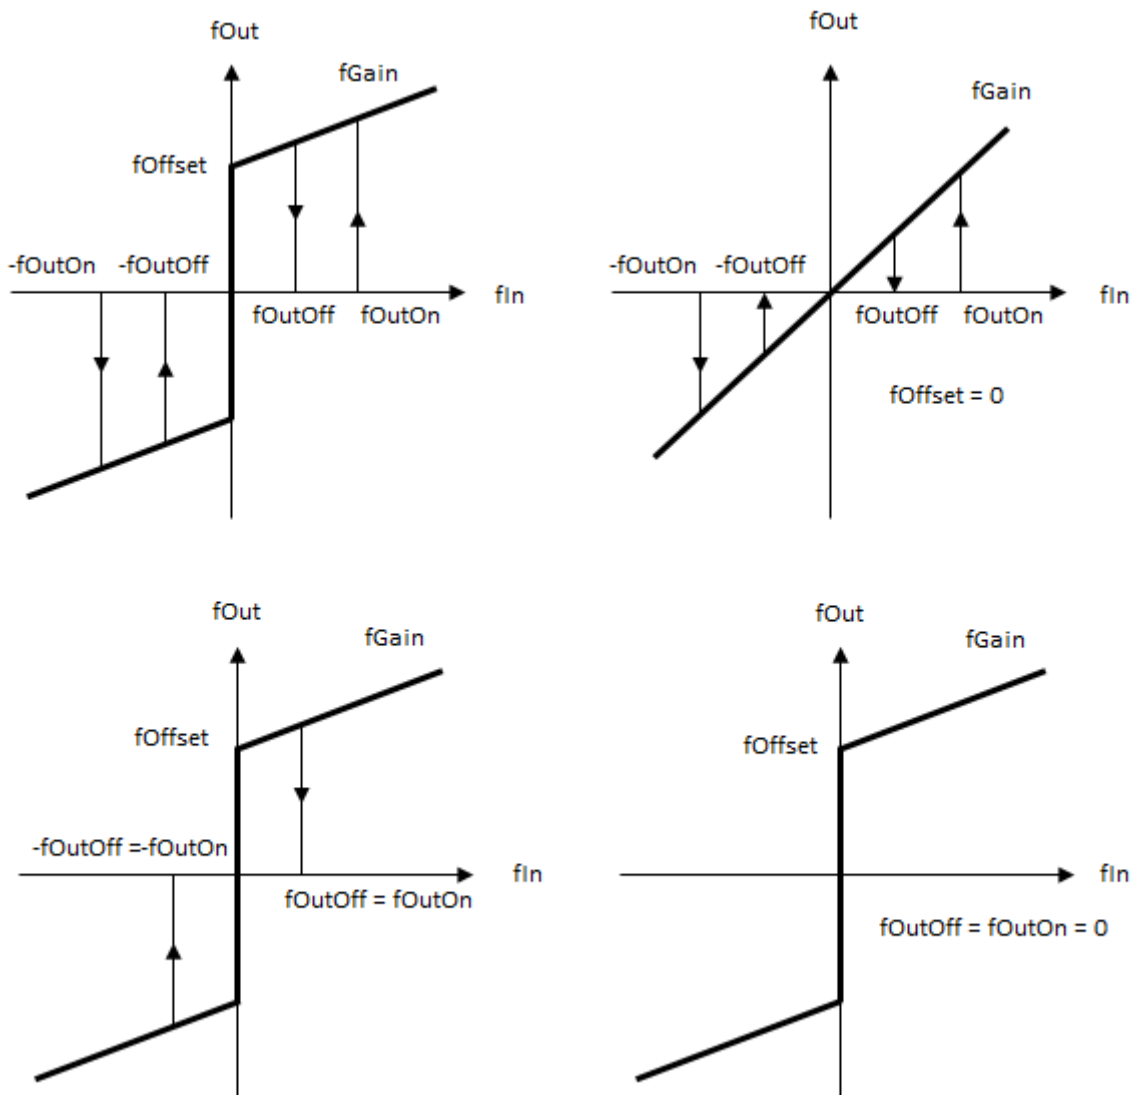 fOut
fGain
fOffset
-fOutOn
-fOutOff
fIn
fOutOff
fOutOn
fOut
fGain
-fOutOn
-fOutOff
fIn
fOutOff
fOutOn
fOffset = 0
fOut
fGain
fOffset
-fOutOff =-fOutOn
fIn
fOutOff = fOutOn
fOut
fGain
fOffset
fIn
fOutOff = fOutOn = 0